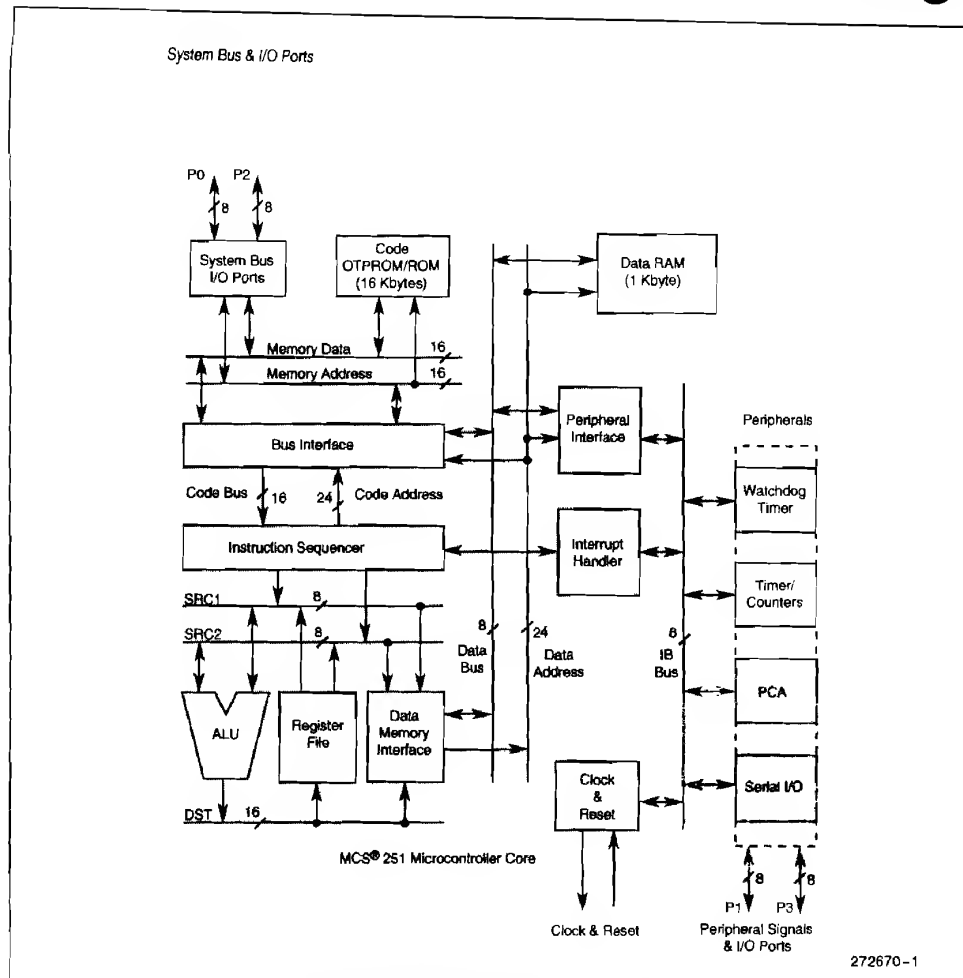 System Bus & I/O Ports
P0 P2
8 8
System Bus
I/O Ports
Code
OTPROM/ROM
(16 Kbytes)
Data RAM
(1 Kbyte)
Memory Data 16
Memory Address 16
Bus Interface
Peripheral
Interface
Peripherals
Code Bus 16 24 Code Address
Watchdog
Timer
Instruction Sequencer
Interrupt
Handler
Timer/
Counters
SRC1 8
SRC2 8
8
Data
Bus
24
Data
Address
8
IB
Bus
ALU
Register
File
Data
Memory
Interface
PCA
Clock
&
Reset
Serial I/O
DST 16
MCS® 251 Microcontroller Core
8 8
P1 P3
Clock & Reset
Peripheral Signals
& I/O Ports
272670-1